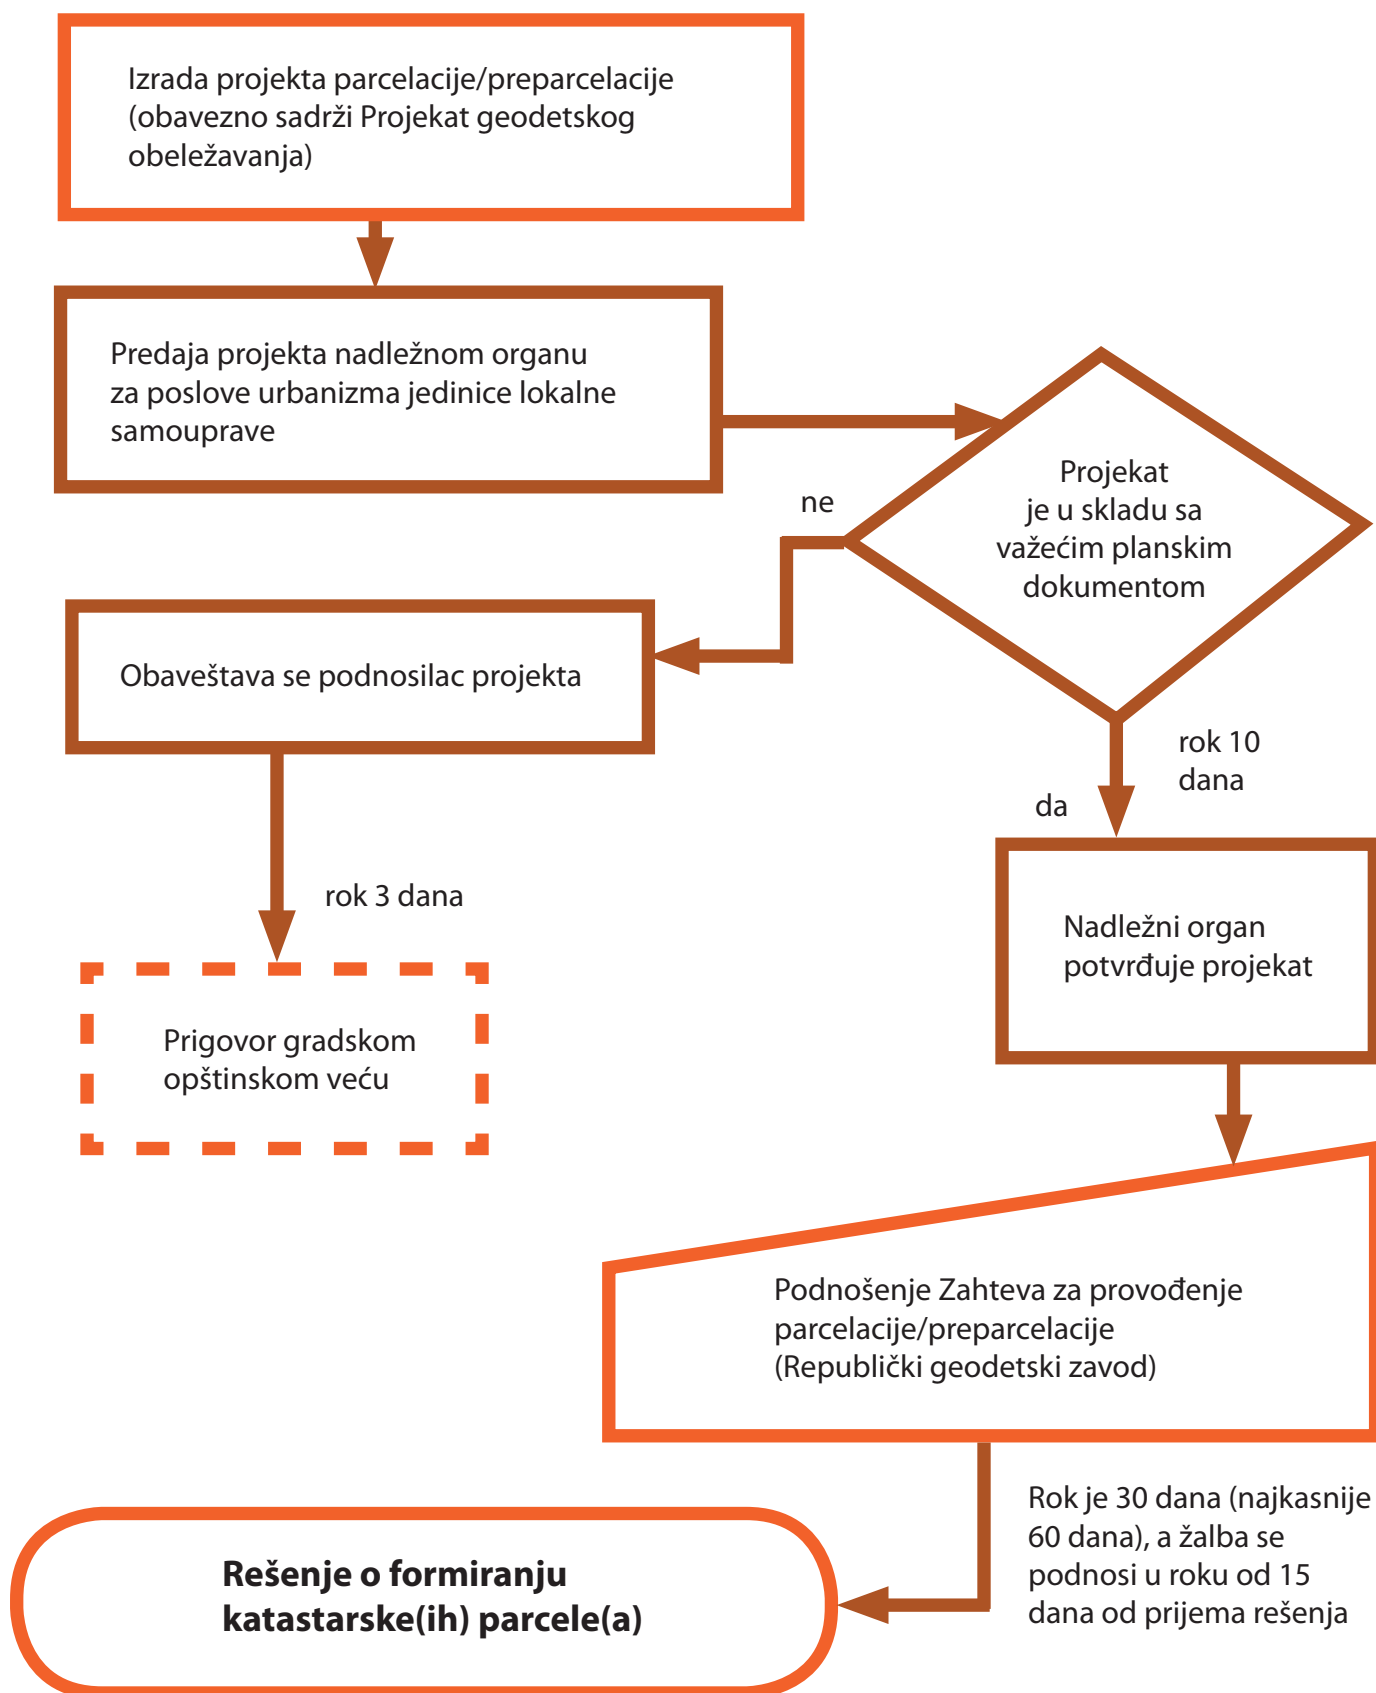 Izrada projekta parcelacije/preparcelacije
(obavezno sadrži Projekat geodetskog
obeležavanja)
Predaja projekta nadležnom organu
za poslove urbanizma jedinice lokalne
samouprave
Projekat
je u skladu sa
važećim planskim
dokumentom
ne
Obaveštava se podnosilac projekta
rok 10
dana
da
rok 3 dana
Nadležni organ
potvrđuje projekat
Prigovor gradskom
opštinskom veću
Podnošenje Zahteva za provođenje
parcelacije/preparcelacije
(Republički geodetski zavod)
Rok je 30 dana (najkasnije
60 dana), a žalba se
podnosi u roku od 15
dana od prijema rešenja
Rešenje o formiranju
katastarske(ih) parcele(a)